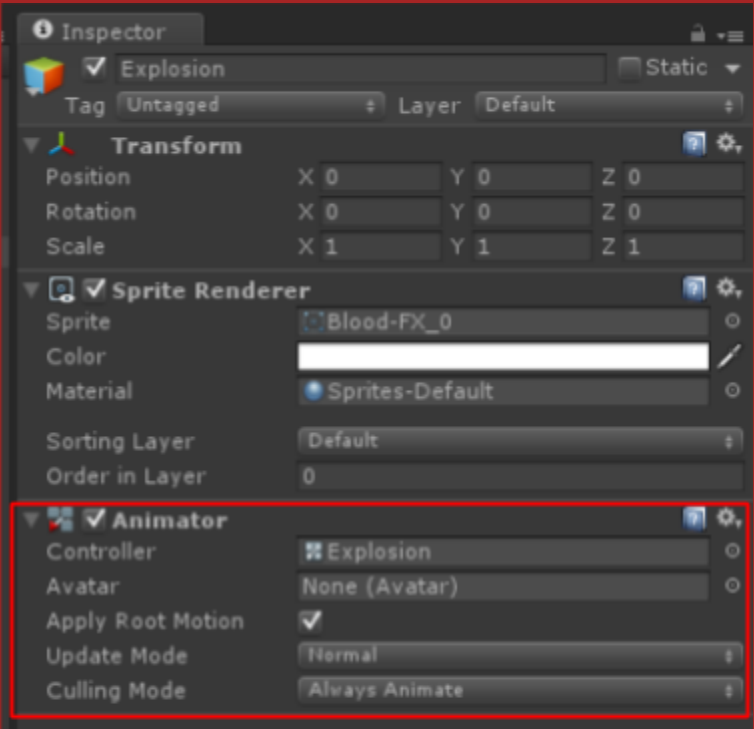 Inspector
Explosion Static
Tag Untagged Layer Default
Transform
Position X 0 Y 0 Z 0
Rotation X 0 Y 0 Z 0
Scale X 1 Y 1 Z 1
Sprite Renderer
Sprite Blood-FX_0
Color
Material Sprites-Default
Sorting Layer Default
Order in Layer 0
Animator
Controller Explosion
Avatar None (Avatar)
Apply Root Motion
Update Mode Normal
Culling Mode Always Animate